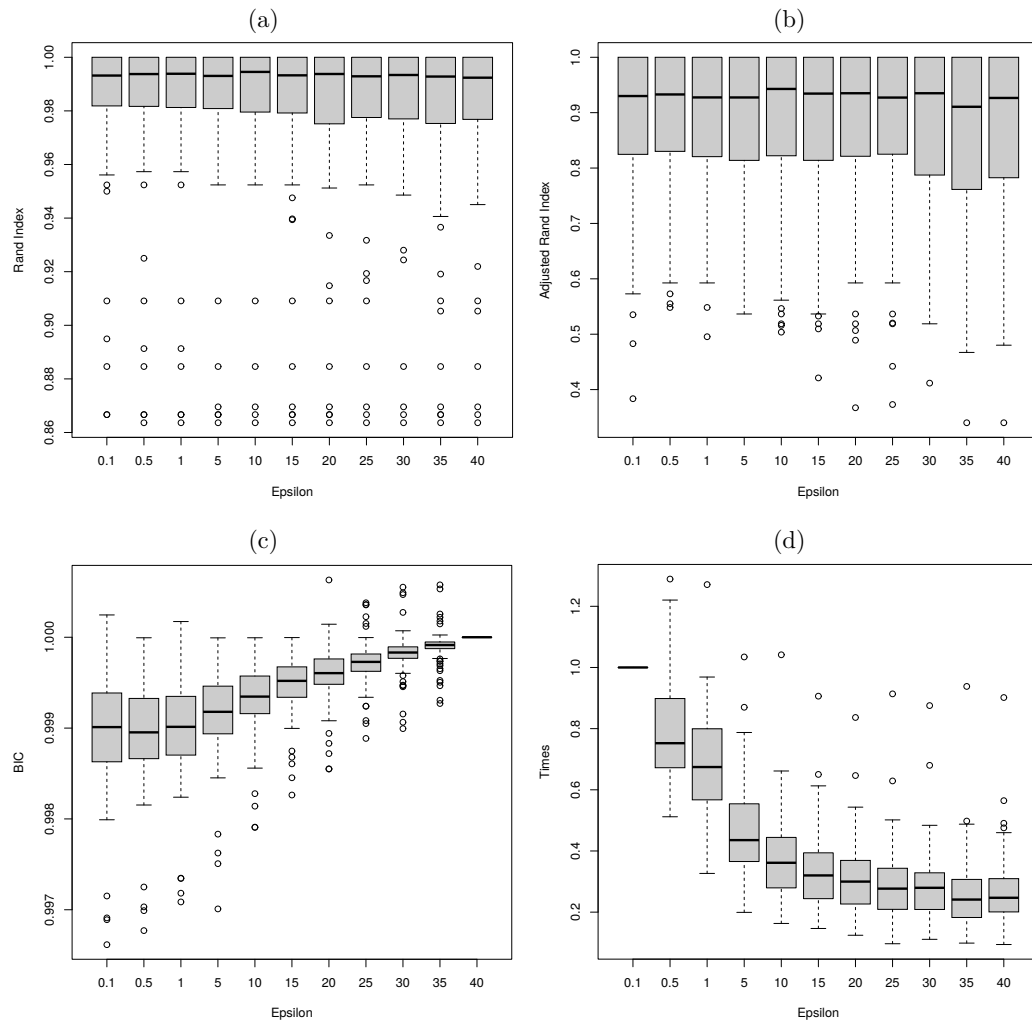 (a)
Rand Index
1.00
0.98
0.96
0.94
0.92
0.90
0.88
0.86
0.1 0.5 1 5 10 15 20 25 30 35 40
Epsilon
(b)
Adjusted Rand Index
1.0
0.9
0.8
0.7
0.6
0.5
0.4
0.1 0.5 1 5 10 15 20 25 30 35 40
Epsilon
(c)
BIC
1.000
0.999
0.998
0.997
0.1 0.5 1 5 10 15 20 25 30 35 40
Epsilon
(d)
Times
1.2
1.0
0.8
0.6
0.4
0.2
0.1 0.5 1 5 10 15 20 25 30 35 40
Epsilon